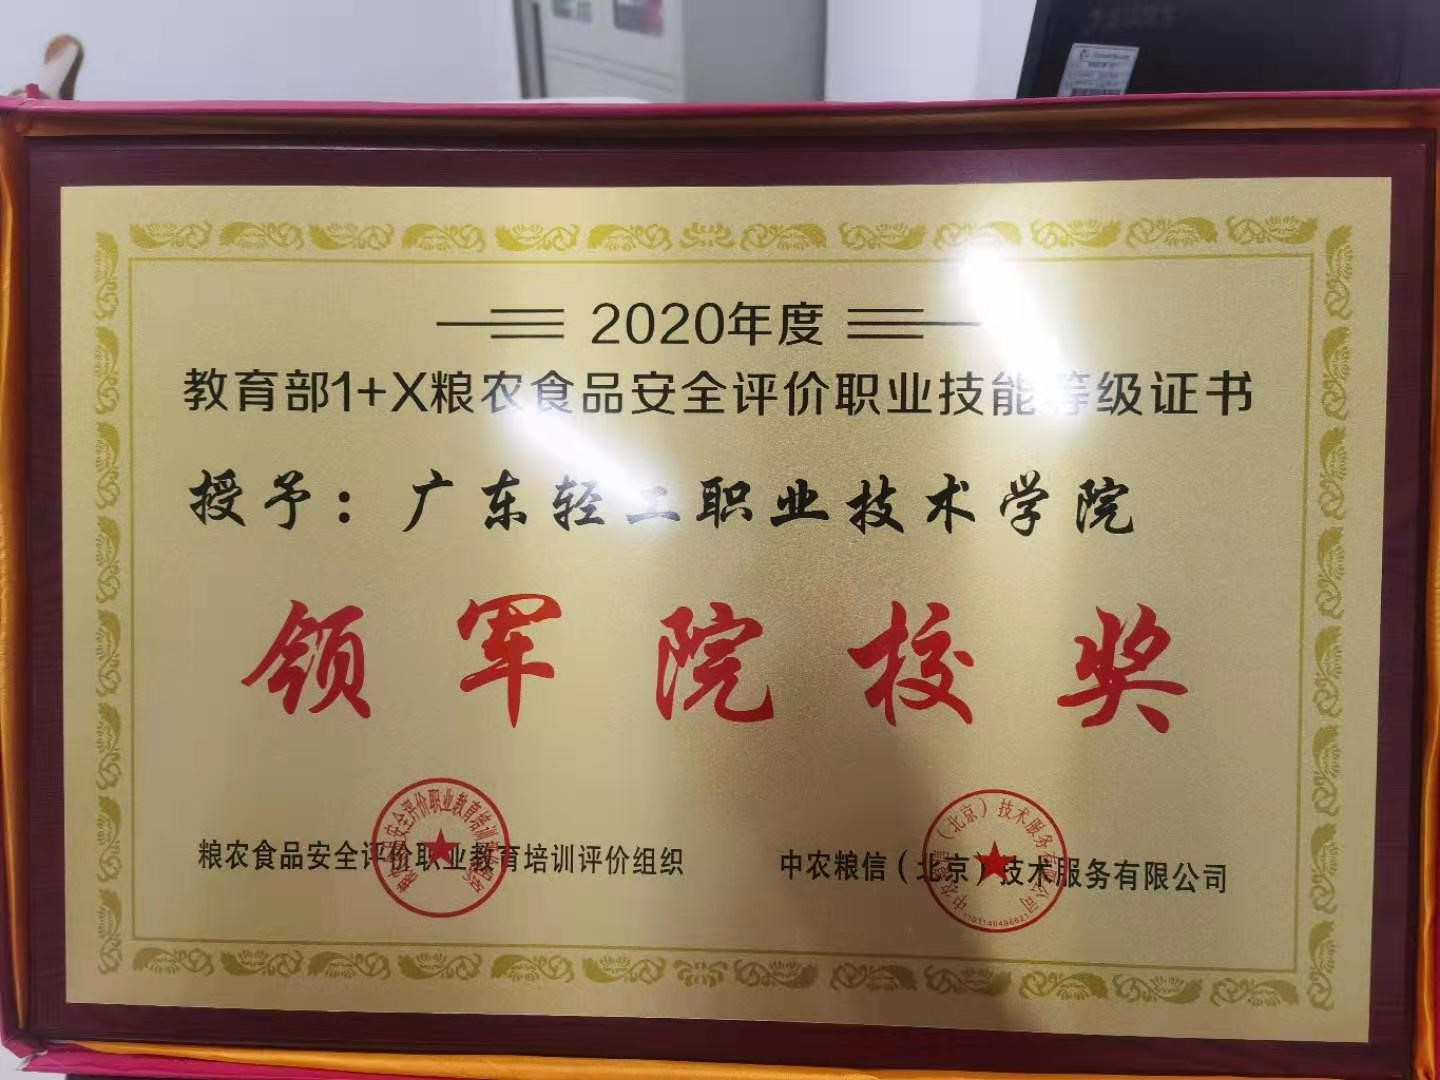 2020年度
教育部1+X粮农食品安全评价职业技能等级证书
授予：广东轻工职业技术学院
领军院校奖
粮农食品安全评价职业教育培训评价组织
中农粮信（北京）技术服务有限公司